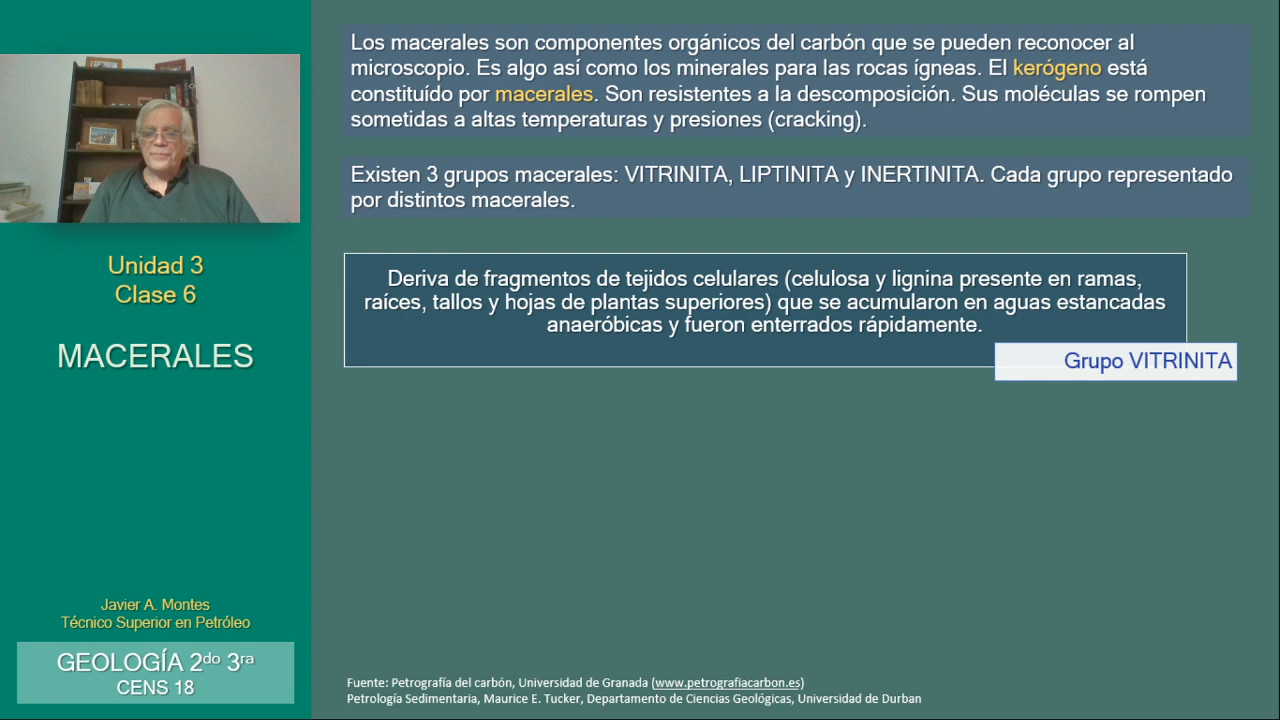 Los macerales son componentes orgánicos del carbón que se pueden reconocer al
microscopio. Es algo así como los minerales para las rocas ígneas. El kerógeno está
constituído por macerales. Son resistentes a la descomposición. Sus moléculas se rompen
sometidas a altas temperaturas y presiones (cracking).
Existen 3 grupos macerales: VITRINITA, LIPTINITA y INERTINITA. Cada grupo representado
por distintos macerales.
Deriva de fragmentos de tejidos celulares (celulosa y lignina presente en ramas,
raíces, tallos y hojas de plantas superiores) que se acumularon en aguas estancadas
anaeróbicas y fueron enterrados rápidamente.
Grupo VITRINITA
Unidad 3
Clase 6
MACERALES
Javier A. Montes
Técnico Superior en Petróleo
GEOLOGÍA 2do 3ra
CENS 18
Fuente: Petrografía del carbón, Universidad de Granada (www.petrografiacarbon.es)
Petrología Sedimentaria, Maurice E. Tucker, Departamento de Ciencias Geológicas, Universidad de Durban